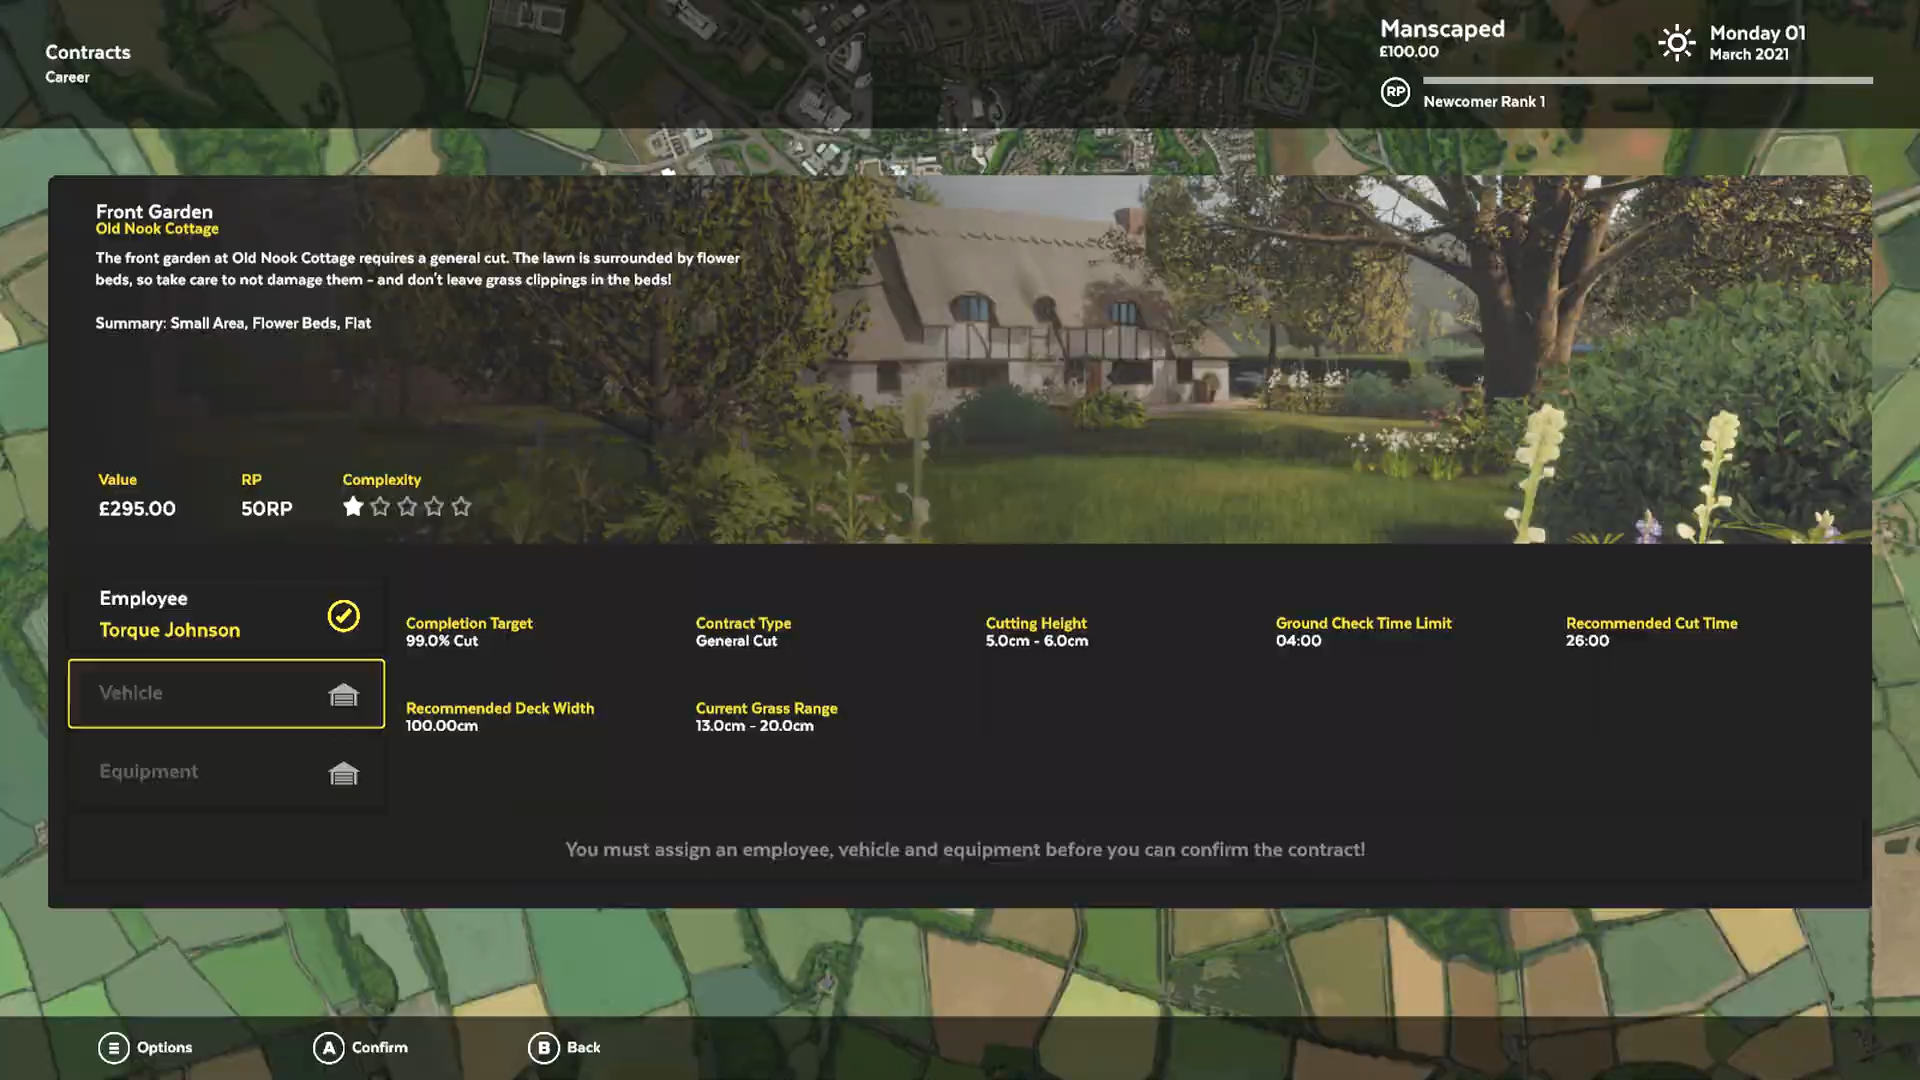 Contracts
Career
Manscaped
£100.00
Monday 01
March 2021
RP
Newcomer Rank 1
Front Garden
Old Nook Cottage
The front garden at Old Nook Cottage requires a general cut. The lawn is surrounded by flower
beds, so take care to not damage them - and don't leave grass clippings in the beds!
Summary: Small Area, Flower Beds, Flat
Value
RP
Complexity
£295.00
50RP
Employee
Torque Johnson
Vehicle
Equipment
Completion Target
99.0% Cut
Contract Type
General Cut
Cutting Height
5.0cm - 6.0cm
Ground Check Time Limit
04:00
Recommended Cut Time
26:00
Recommended Deck Width
100.00cm
Current Grass Range
13.0cm - 20.0cm
You must assign an employee, vehicle and equipment before you can confirm the contract!
Options
A Confirm
B Back